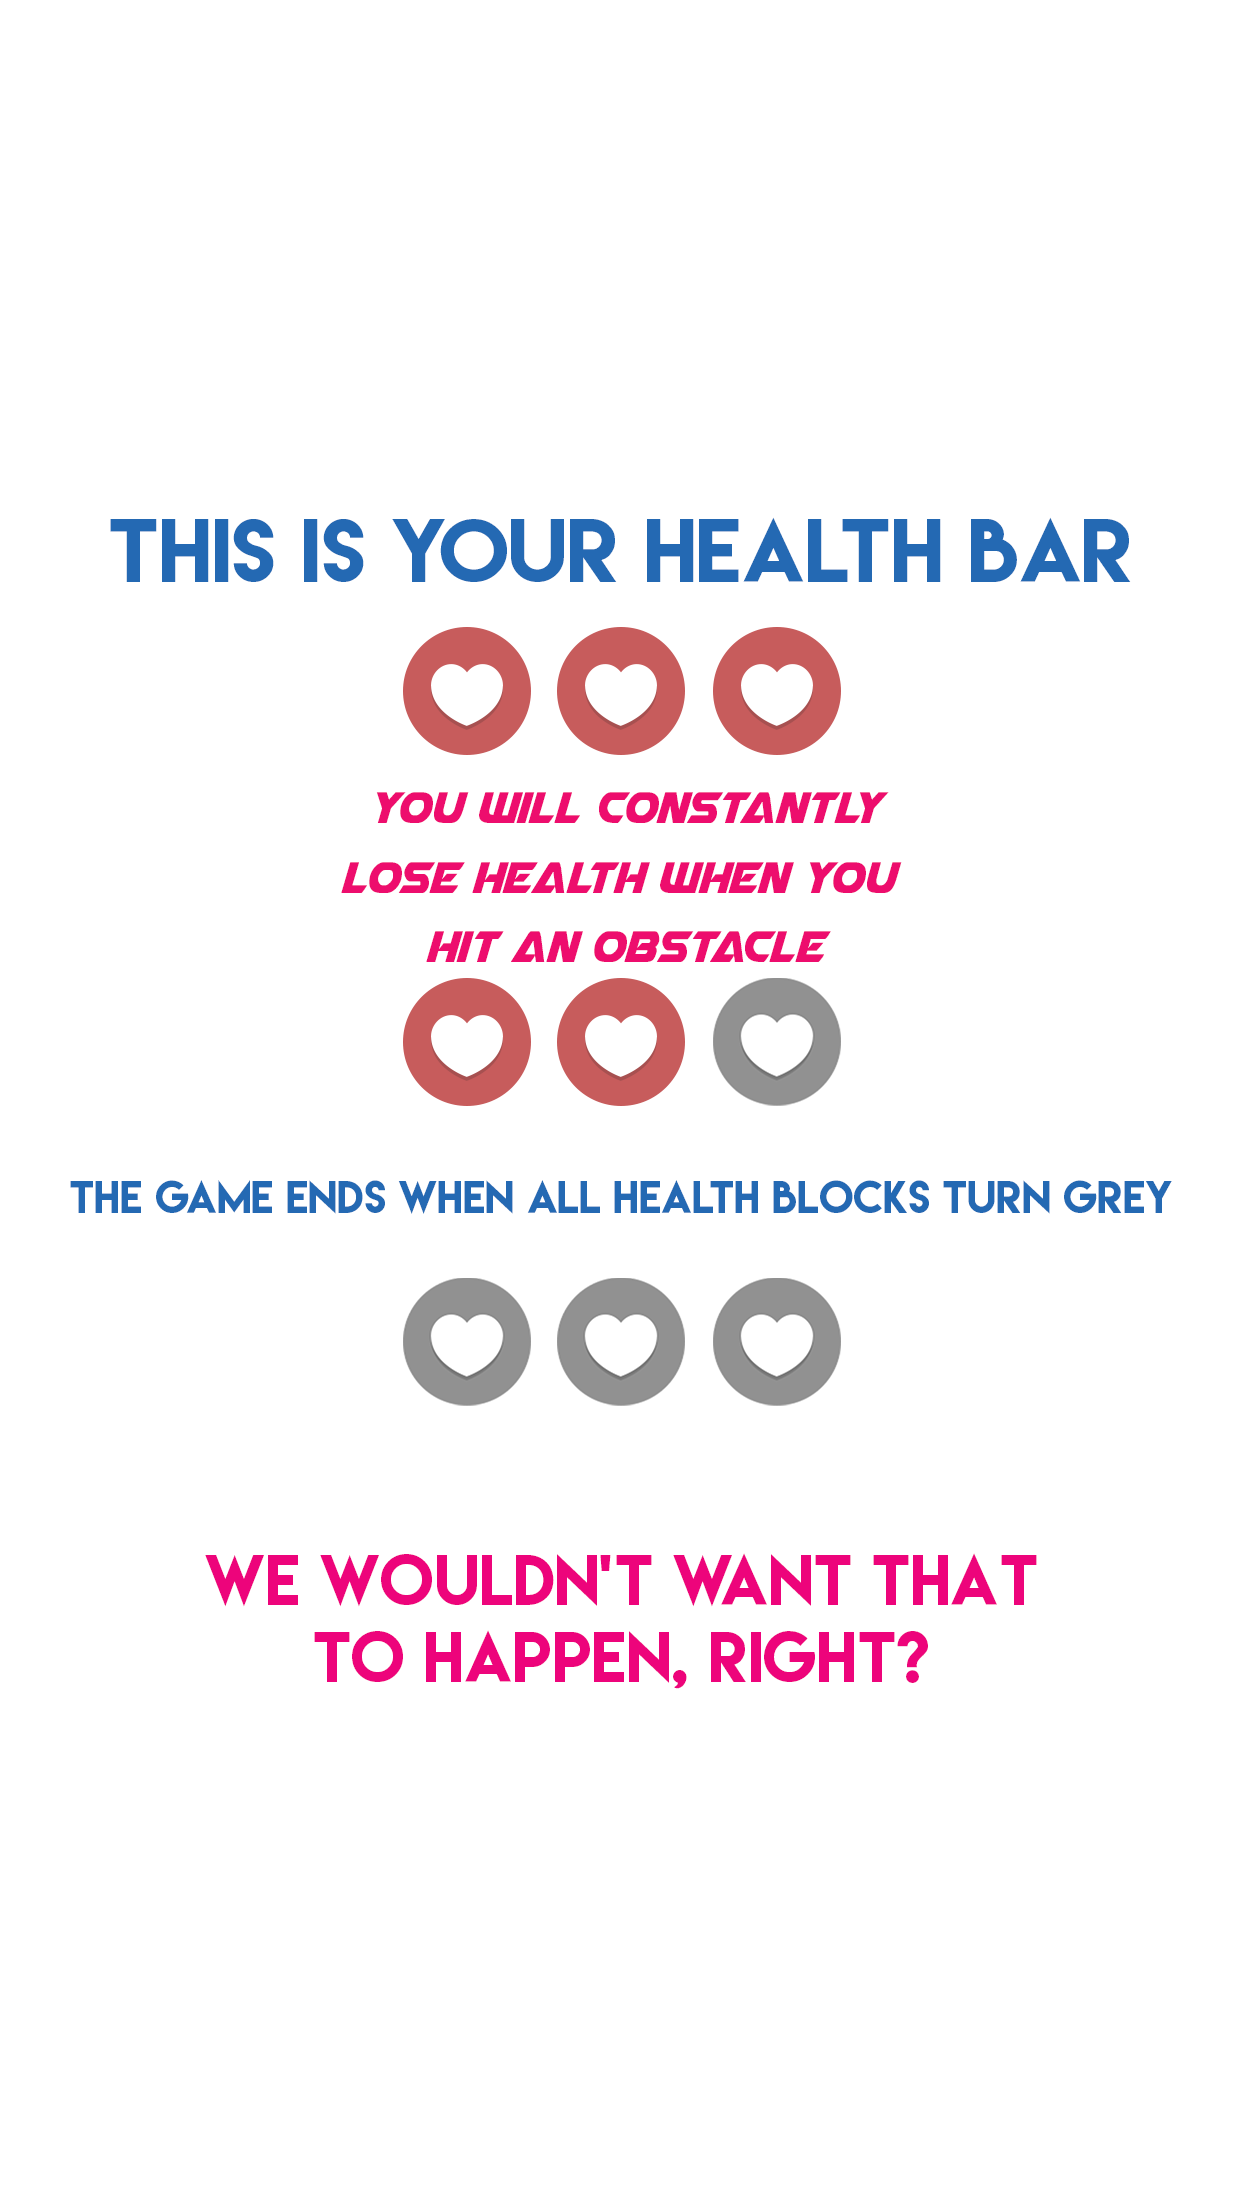 THIS IS YOUR HEALTH BAR
YOU WILL CONSTANTLY
LOSE HEALTH WHEN YOU
HIT AN OBSTACLE
THE GAME ENDS WHEN ALL HEALTH BLOCKS TURN GREY
WE WOULDN'T WANT THAT
TO HAPPEN, RIGHT?